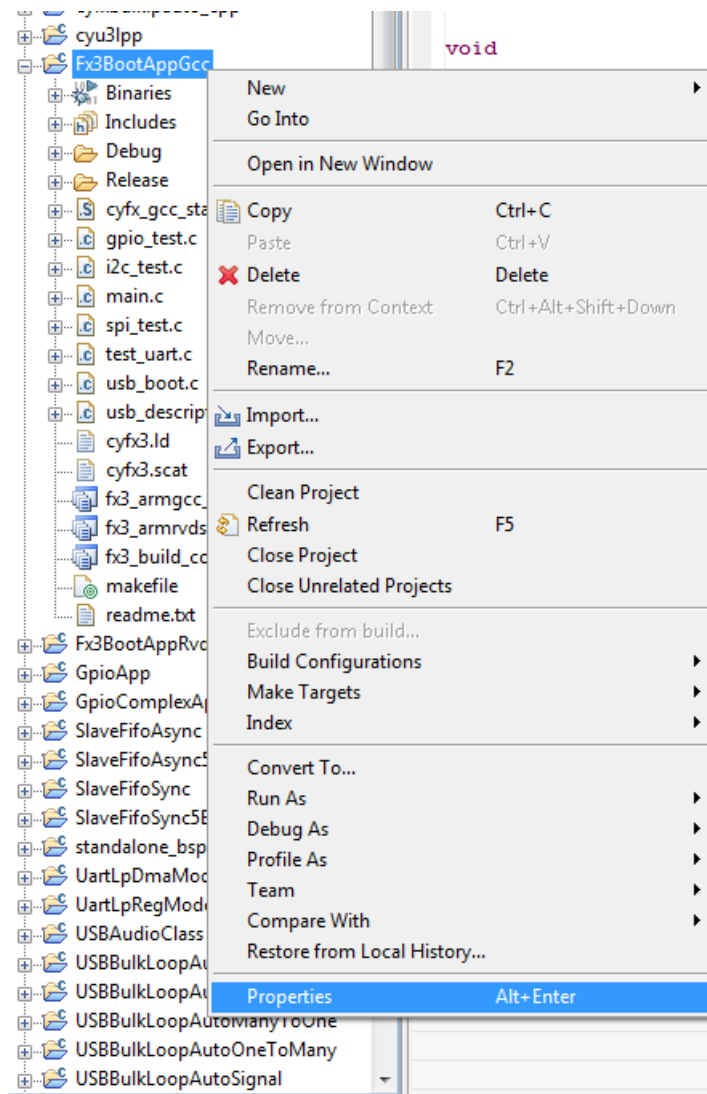 cyu3lpp
void
Fx3BootAppGcc
Binaries
Includes
Debug
Release
cyfx_gcc_sta
gpio_test.c
i2c_test.c
main.c
spi_test.c
test_uart.c
usb_boot.c
usb_descrip
cyfx3.ld
cyfx3.scat
fx3_armgcc_
fx3_armrvds
fx3_build_co
makefile
readme.txt
Fx3BootAppRvd
GpioApp
GpioComplexAp
SlaveFifoAsync
SlaveFifoAsync5
SlaveFifoSync
SlaveFifoSync5B
standalone_bsp
UartLpDmaMod
UartLpRegMode
USBAudioClass
USBBulkLoopAu
USBBulkLoopAu
USBBulkLoopAutoManyToOne
USBBulkLoopAutoOneToMany
USBBulkLoopAutoSignal
New
Go Into
Open in New Window
Copy Ctrl+C
Paste Ctrl+V
Delete Delete
Remove from Context Ctrl+Alt+Shift+Down
Move...
Rename... F2
Import...
Export...
Clean Project
Refresh F5
Close Project
Close Unrelated Projects
Exclude from build...
Build Configurations
Make Targets
Index
Convert To...
Run As
Debug As
Profile As
Team
Compare With
Restore from Local History...
Properties Alt+Enter